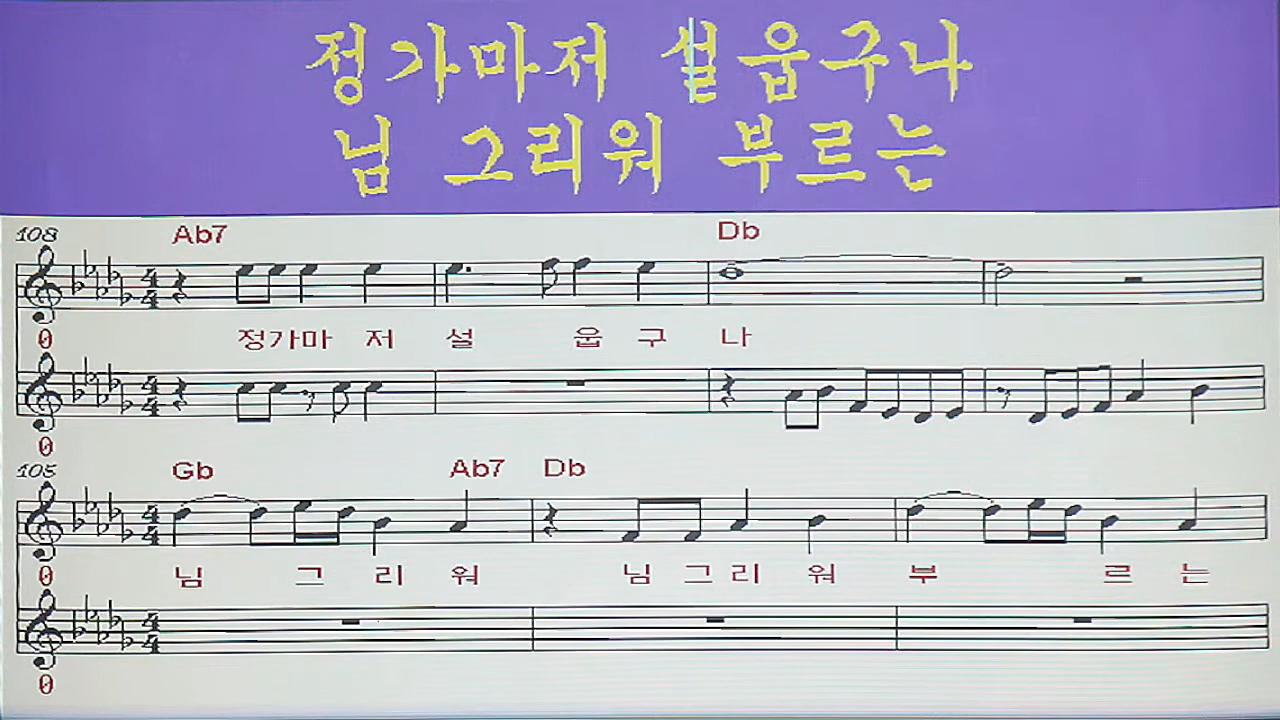 정가마저 설웁구나
님 그리워 부르는
108
Ab7 Db
0 정가마 저 설 웁 구 나
0
105
Gb Ab7 Db
0 님 그 리 워 님 그 리 워 부 르 는
0